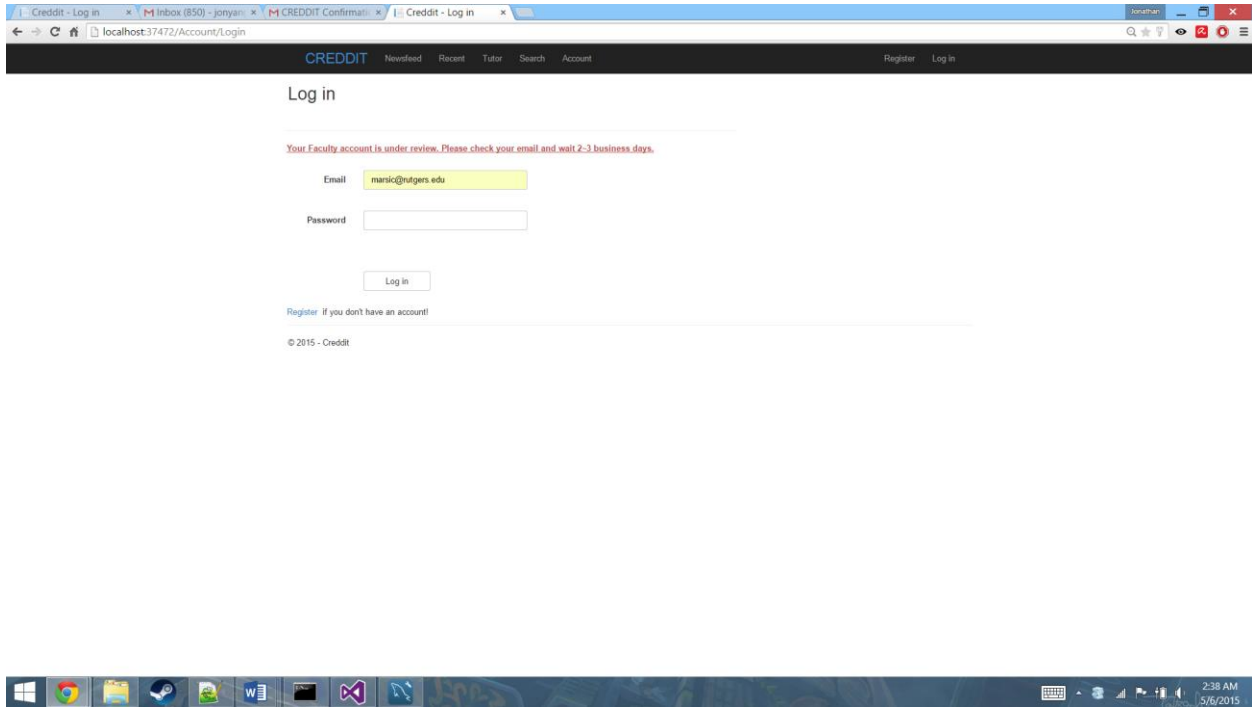 Creddit - Log in
Inbox (850) - jonyan
CREDDIT Confirmati
Creddit - Log in
Jonathan
localhost:37472/Account/Login
CREDDIT Newsfeed Recent Tutor Search Account Register Log in
Log in
Your Faculty account is under review. Please check your email and wait 2-3 business days.
Email marsic@rutgers.edu
Password
Log in
Register if you don't have an account!
© 2015 - Creddit
2:38 AM
5/6/2015